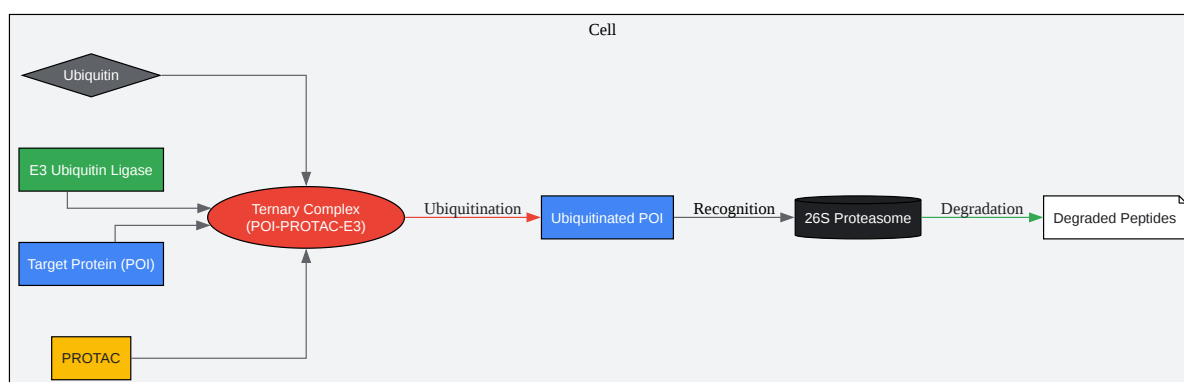 Cell
Ubiquitin
E3 Ubiquitin Ligase
Target Protein (POI)
PROTAC
Ternary Complex
(POI-PROTAC-E3)
Ubiquitination
Ubiquitinated POI
Recognition
26S Proteasome
Degradation
Degraded Peptides